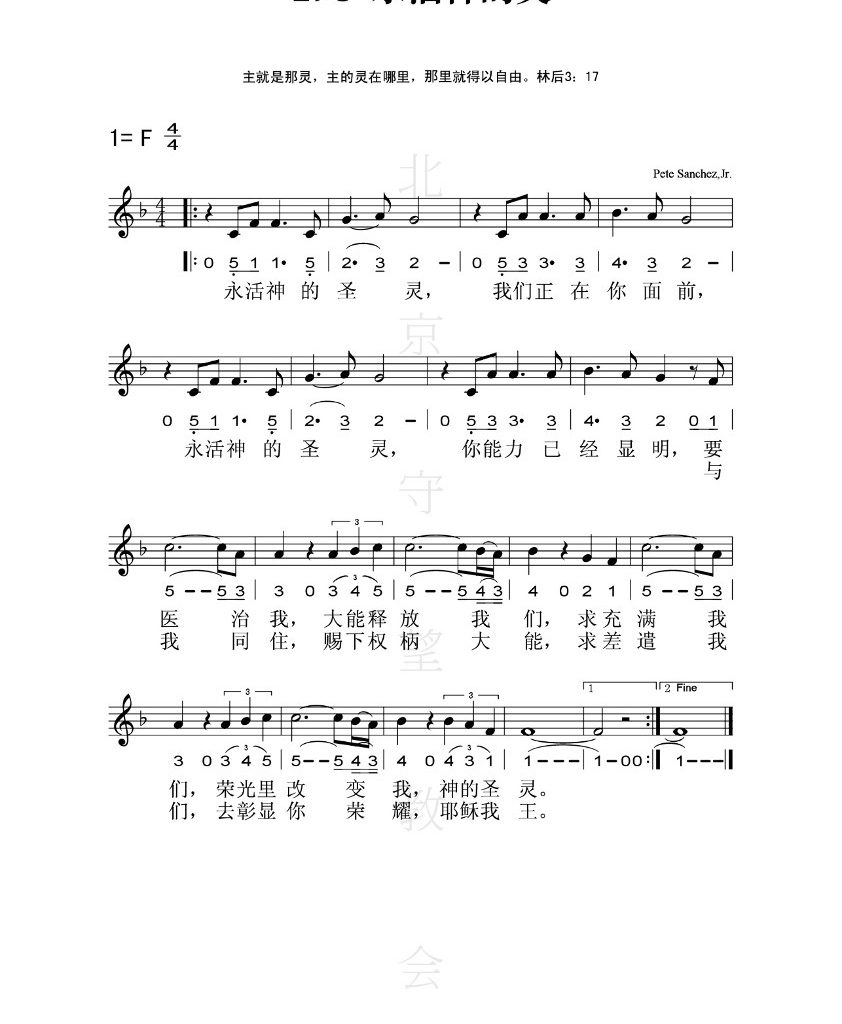 主就是那灵，主的灵在哪里，那里就得以自由。林后3：17
1= F 4/4
Pete Sanchez,Jr.
0 5 1 1· 5 | 2· 3 2 – | 0 5 3 3· 3 | 4· 3 2 – |
永活神的圣灵，我们正在你面前，
0 5 1 1· 5 | 2· 3 2 – | 0 5 3 3· 3 | 4· 3 2 0 1 |
永活神的圣灵，你能力已经显明，要
与
3
3
5 – – 5 3 | 3 0 3 4 5 | 5 – – 5 4 3 | 4 0 2 1 | 5 – – 5 3 |
医治我，大能释放我们，求充满我
我同住，赐下权柄大能，求差遣我
3 3 1 2 Fine
3 3
3 0 3 4 5 | 5 – – 5 4 3 | 4 0 4 3 1 | 1 – – – | 1 – 0 0 :| 1 – – –
们，荣光里改变我，神的圣灵。
们，去彰显你荣耀，耶稣我王。
北京守望教会